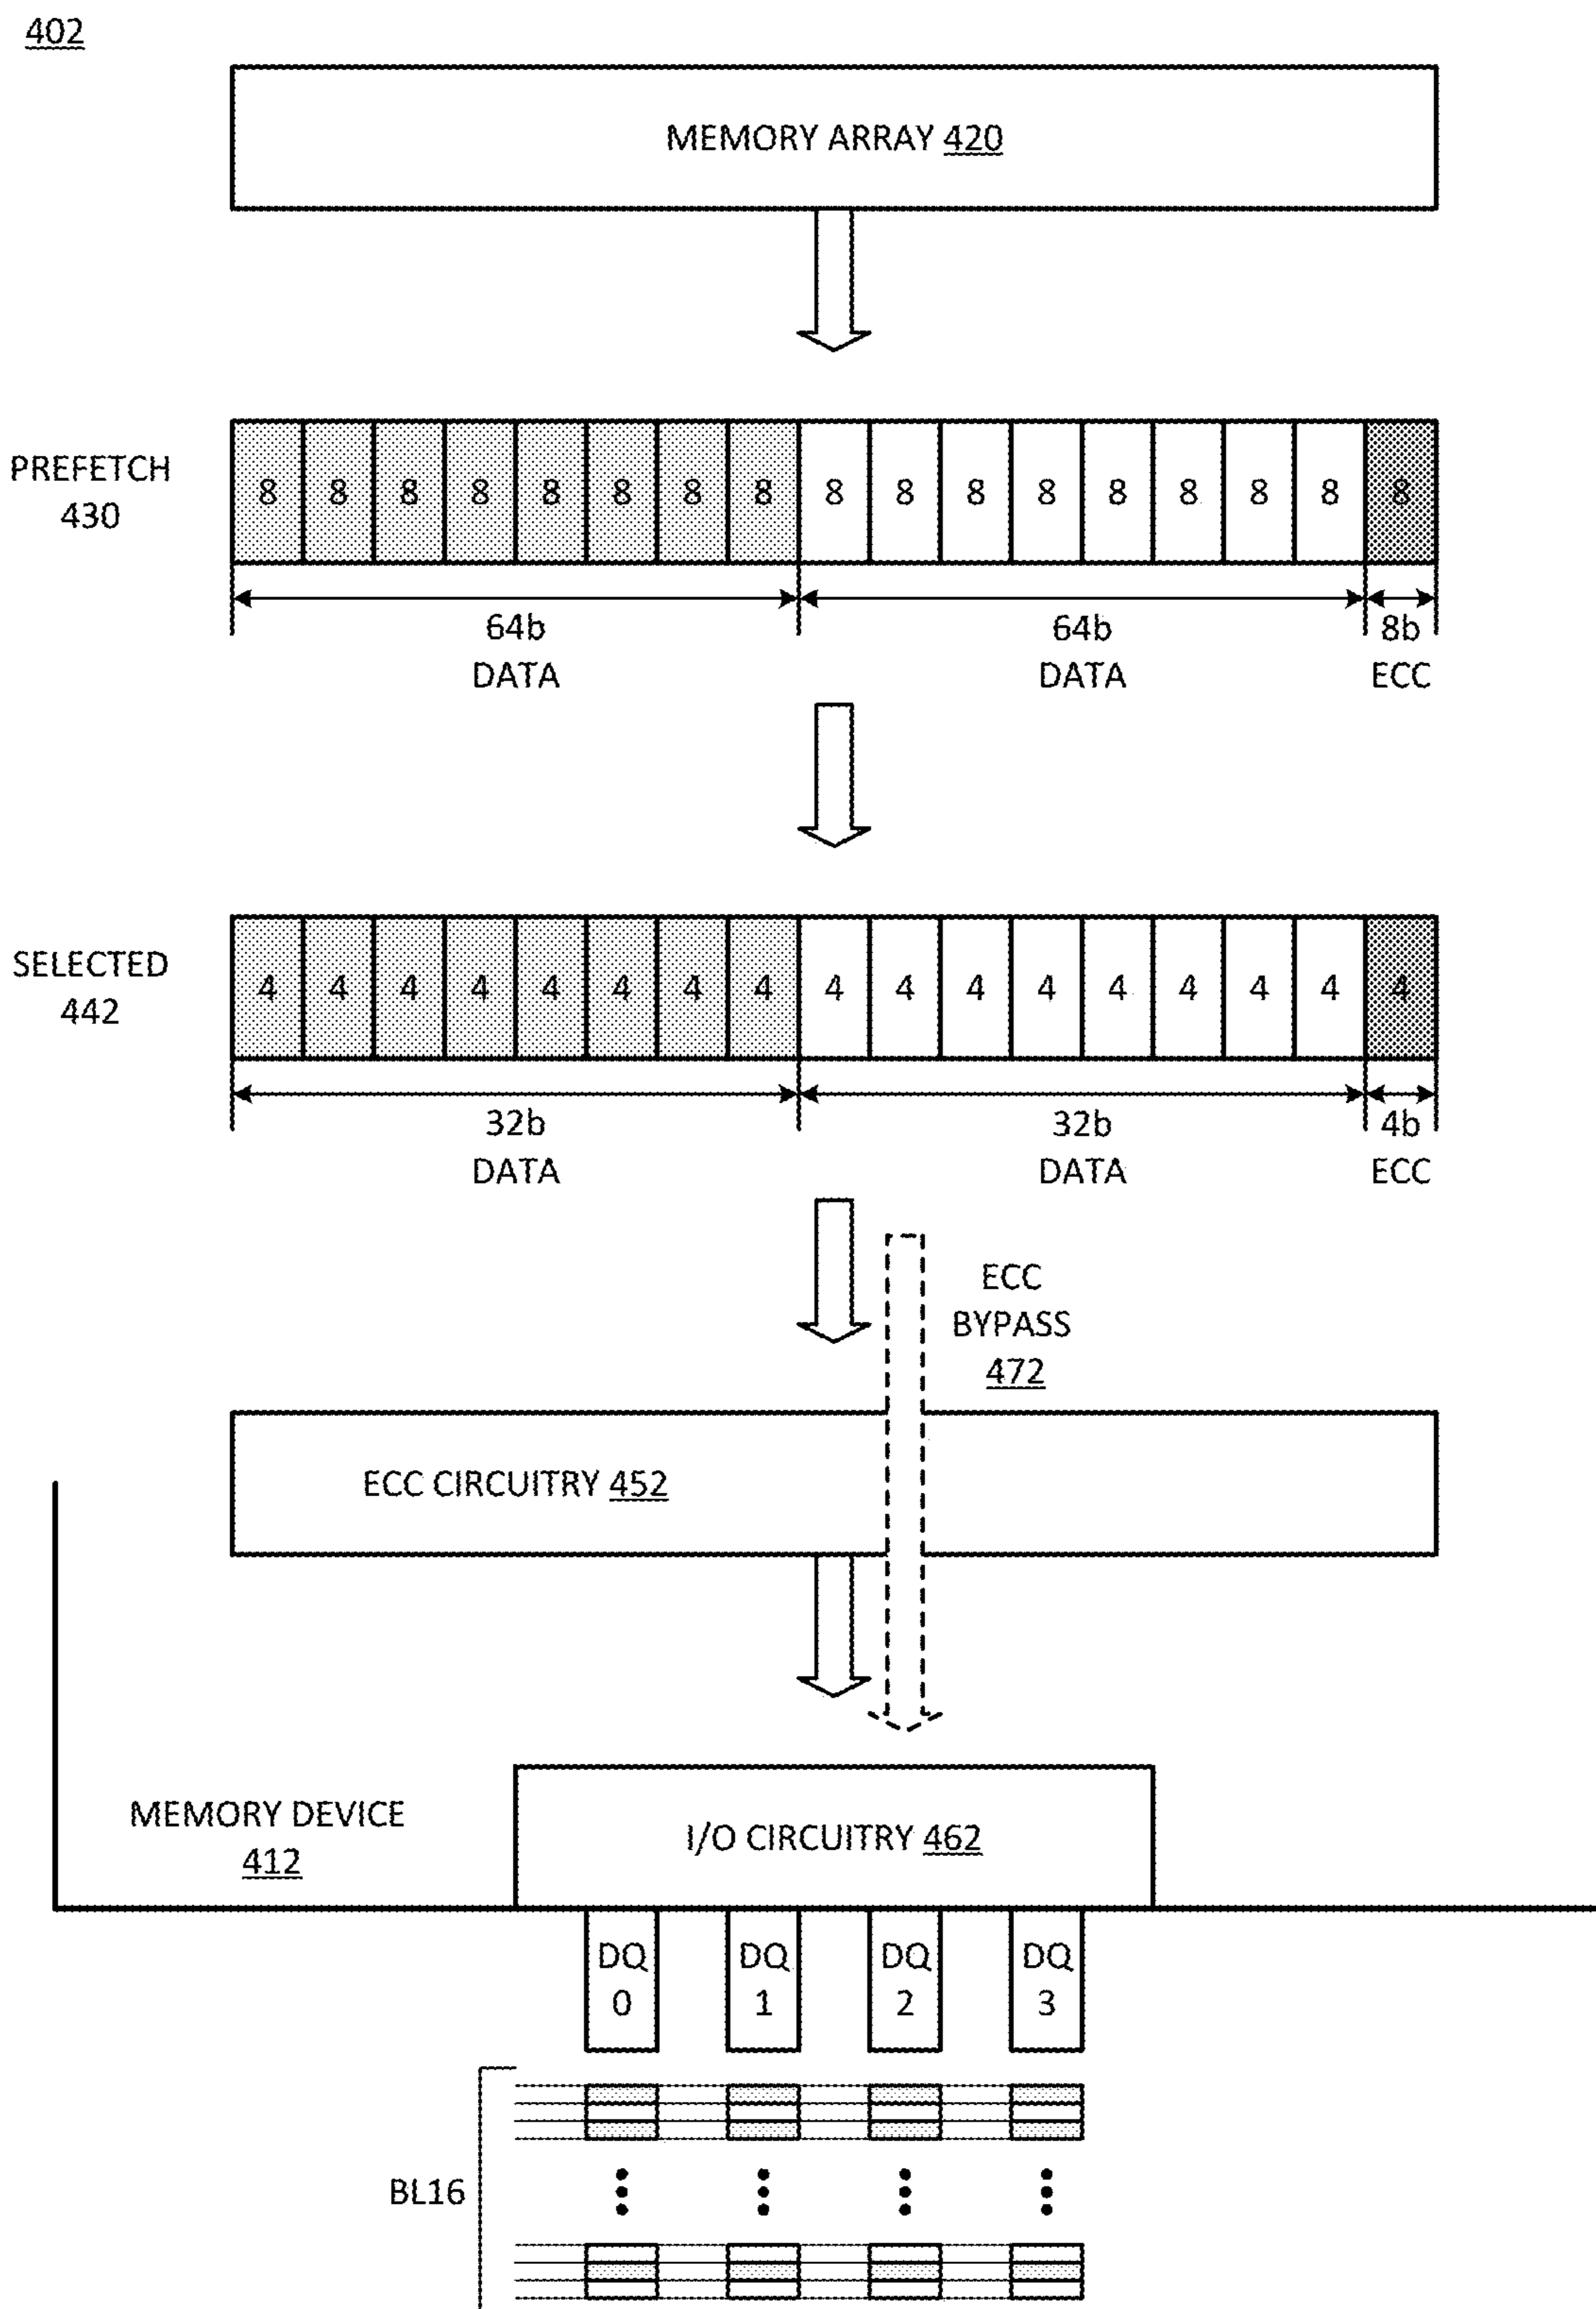 402
MEMORY ARRAY 420
PREFETCH
430
8 8 8 8 8 8 8 8 8 8 8 8 8 8 8 8 8
64b
DATA
64b
DATA
8b
ECC
SELECTED
442
4 4 4 4 4 4 4 4 4 4 4 4 4 4 4 4 4
32b
DATA
32b
DATA
4b
ECC
ECC
BYPASS
472
ECC CIRCUITRY 452
MEMORY DEVICE
412
I/O CIRCUITRY 462
DQ
0
DQ
1
DQ
2
DQ
3
BL16